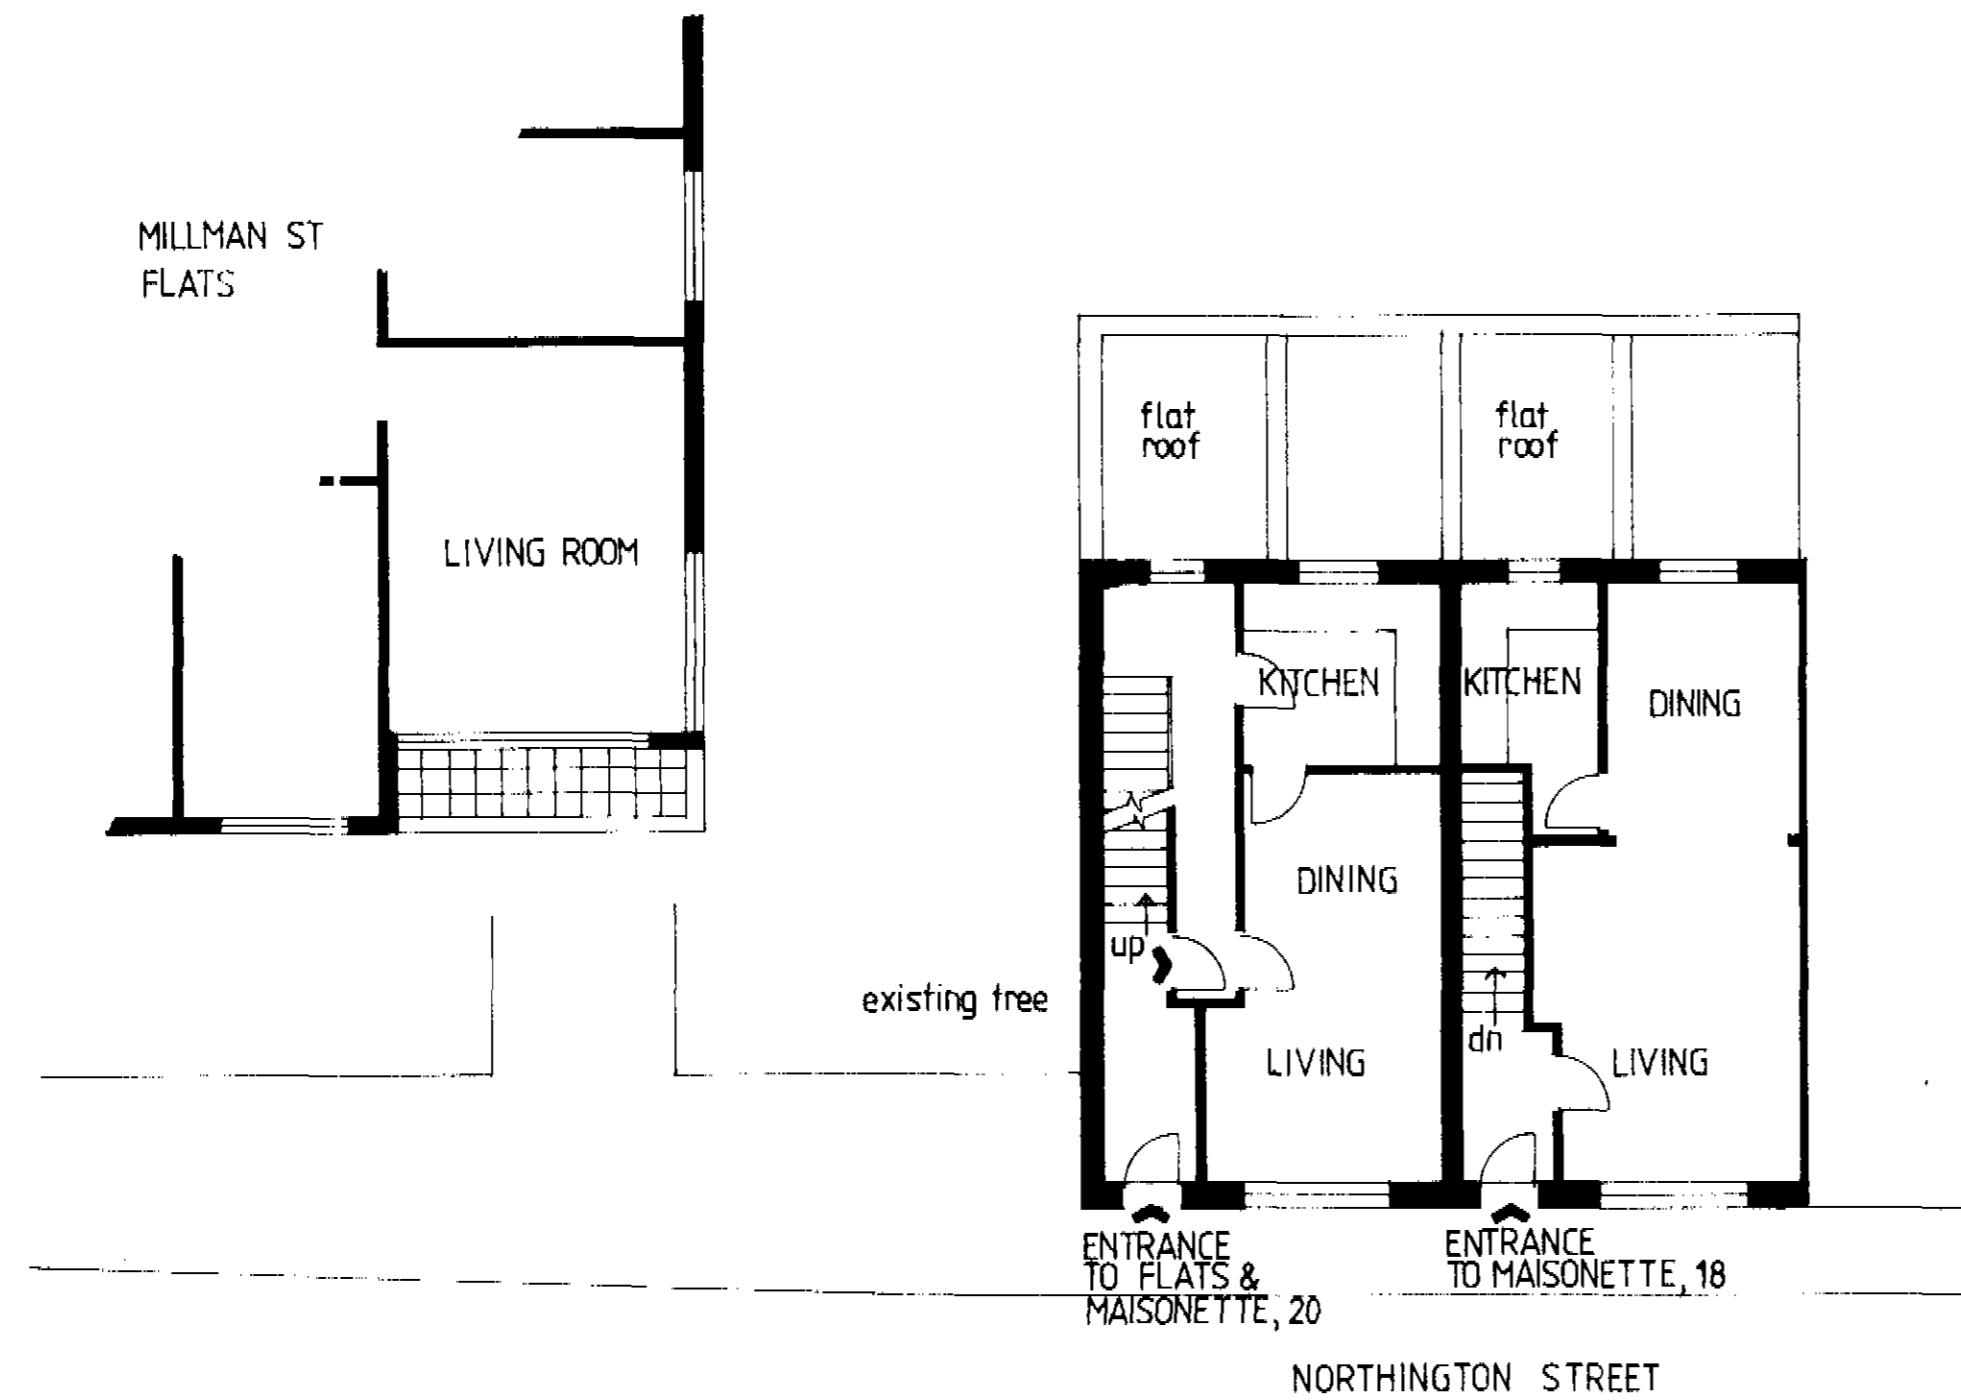 MILLMAN ST
FLATS
LIVING ROOM
flat
roof
flat
roof
KITCHEN
KITCHEN
DINING
DINING
up
existing tree
dn
LIVING
LIVING
ENTRANCE
TO FLATS &
MAISONETTE, 20
ENTRANCE
TO MAISONETTE, 18
NORTHINGTON STREET